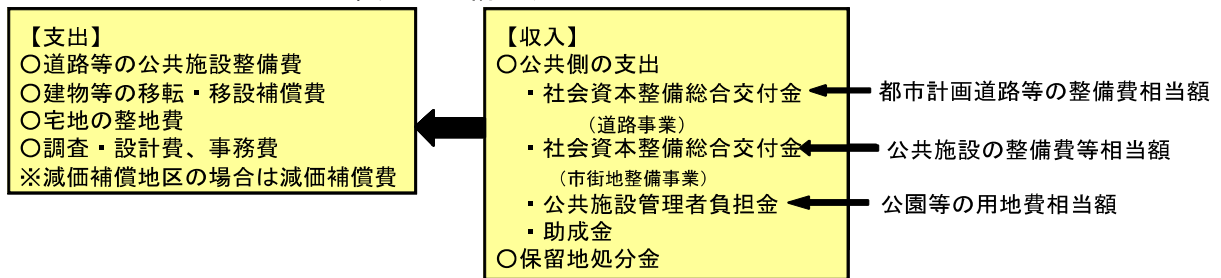 【支出】
○道路等の公共施設整備費
○建物等の移転・移設補償費
○宅地の整地費
○調査・設計費、事務費
※減価補償地区の場合は減価補償費
【収入】
○公共側の支出
・社会資本整備総合交付金
（道路事業）
・社会資本整備総合交付金
（市街地整備事業）
・公共施設管理者負担金
・助成金
○保留地処分金
都市計画道路等の整備費相当額
公共施設の整備費等相当額
公園等の用地費相当額